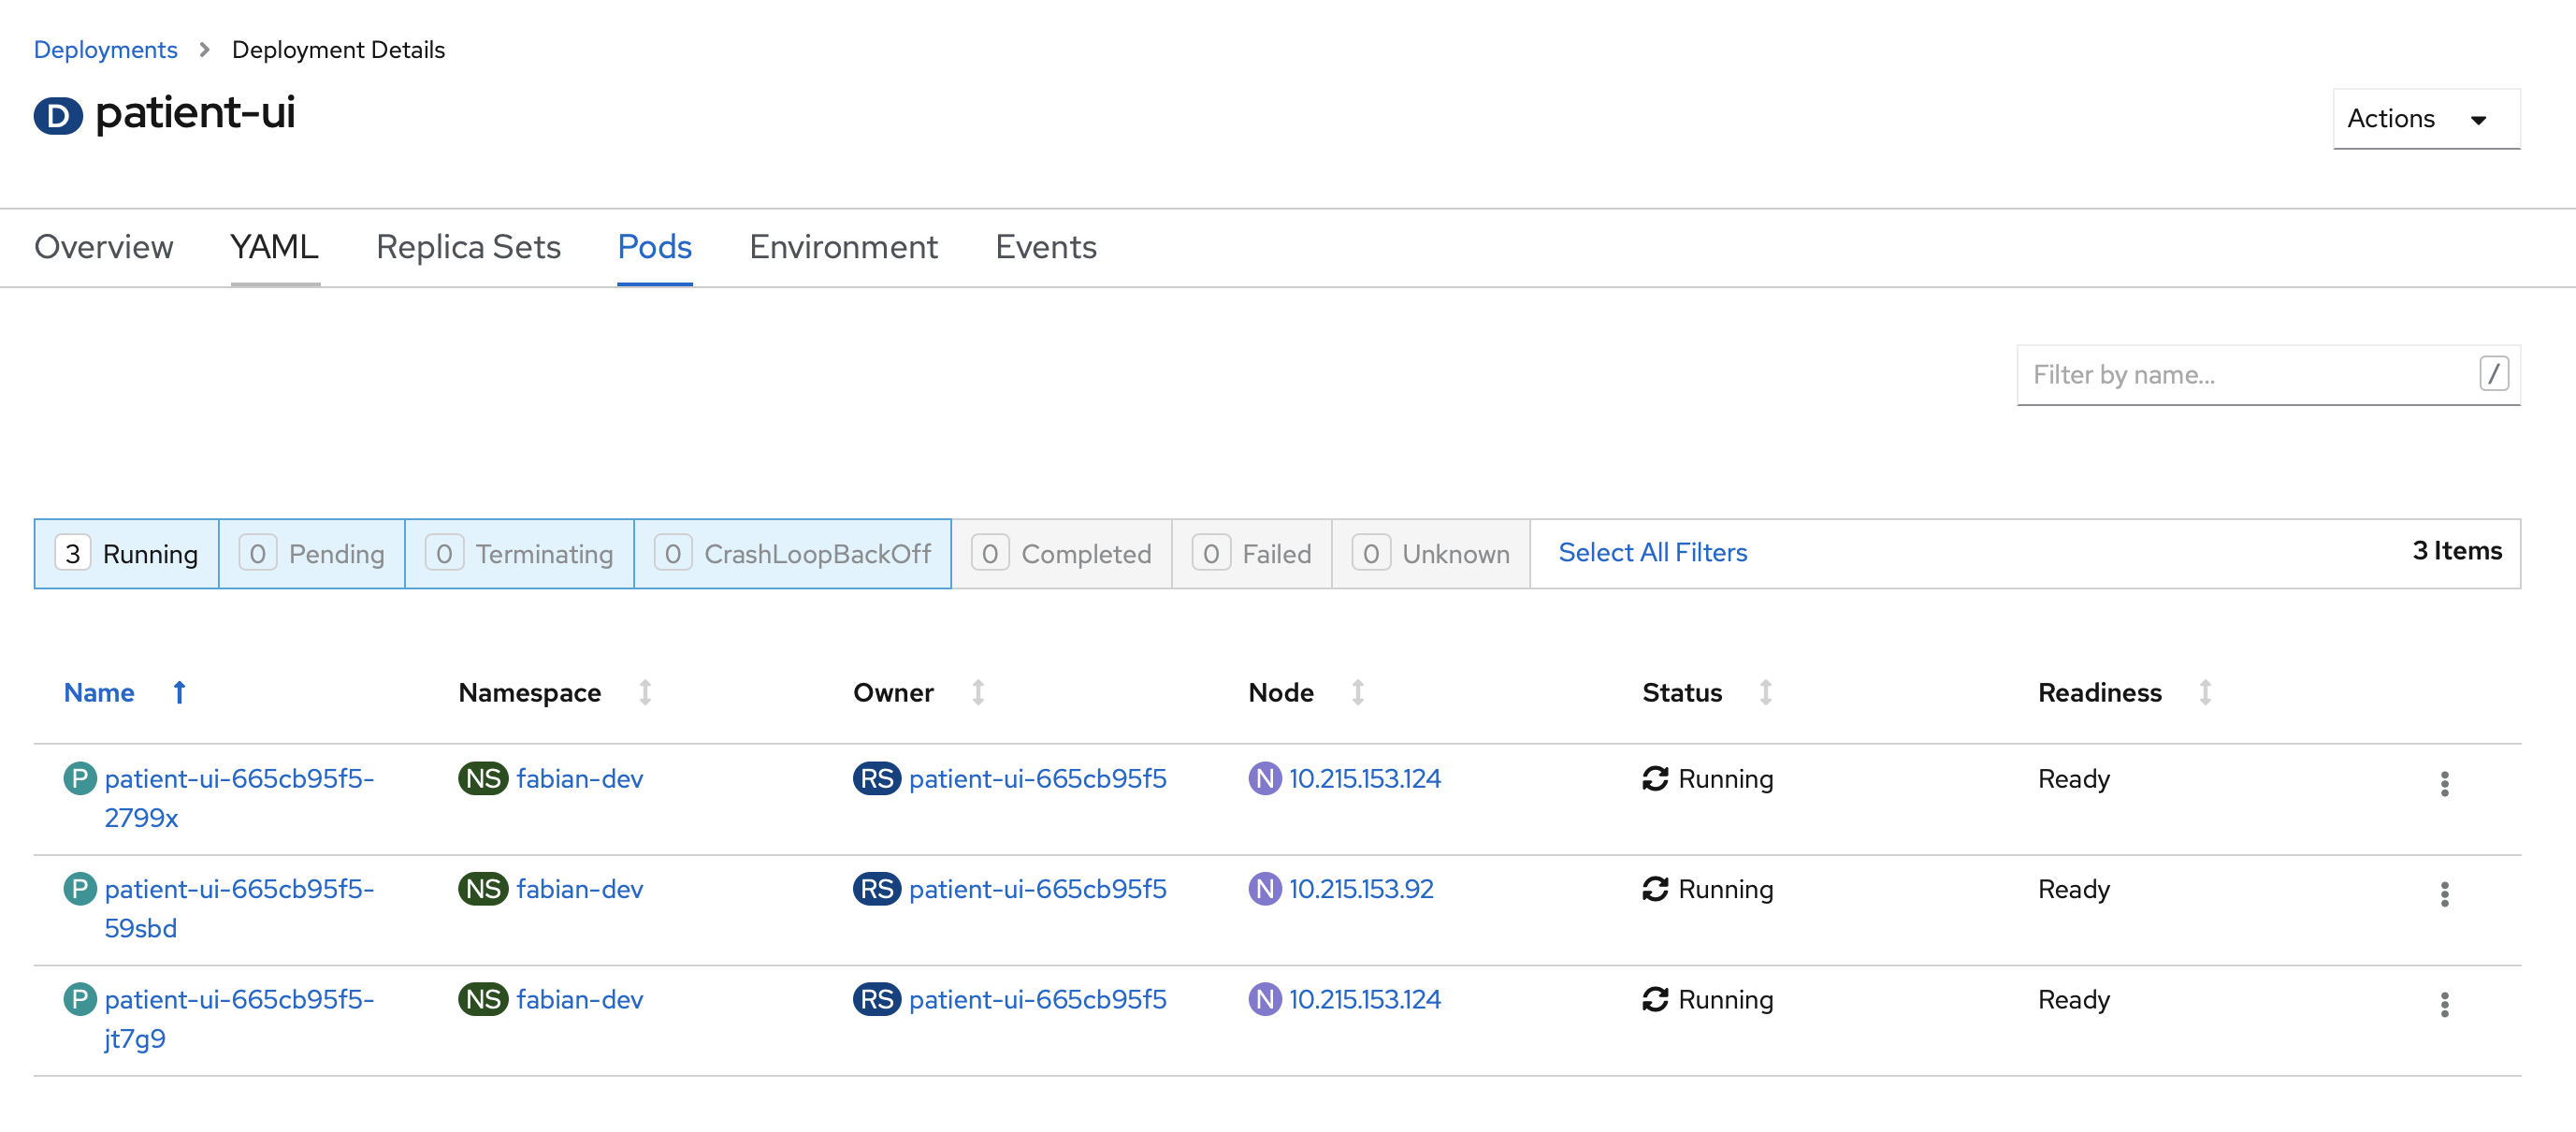 Deployments > Deployment Details
D patient-ui
Actions
Overview YAML Replica Sets Pods Environment Events
Filter by name... /
3 Running 0 Pending 0 Terminating 0 CrashLoopBackOff 0 Completed 0 Failed 0 Unknown Select All Filters 3 Items
Name Namespace Owner Node Status Readiness
P patient-ui-665cb95f5- NS fabian-dev RS patient-ui-665cb95f5 N 10.215.153.124 Running Ready
2799x
P patient-ui-665cb95f5- NS fabian-dev RS patient-ui-665cb95f5 N 10.215.153.92 Running Ready
59sbd
P patient-ui-665cb95f5- NS fabian-dev RS patient-ui-665cb95f5 N 10.215.153.124 Running Ready
jt7g9